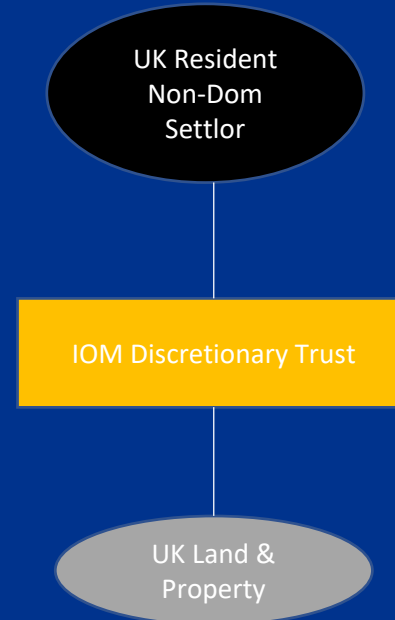 UK Resident
Non-Dom
Settlor
IOM Discretionary Trust
UK Land &
Property